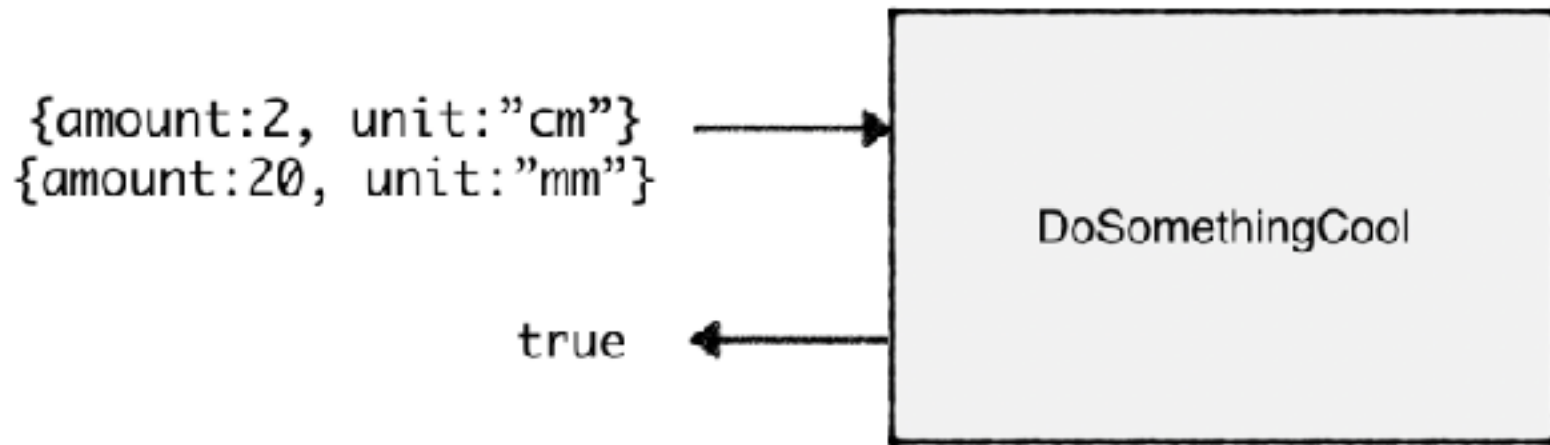 {amount:2, unit:”cm”}
{amount:20, unit:”mm”}
DoSomethingCool
true